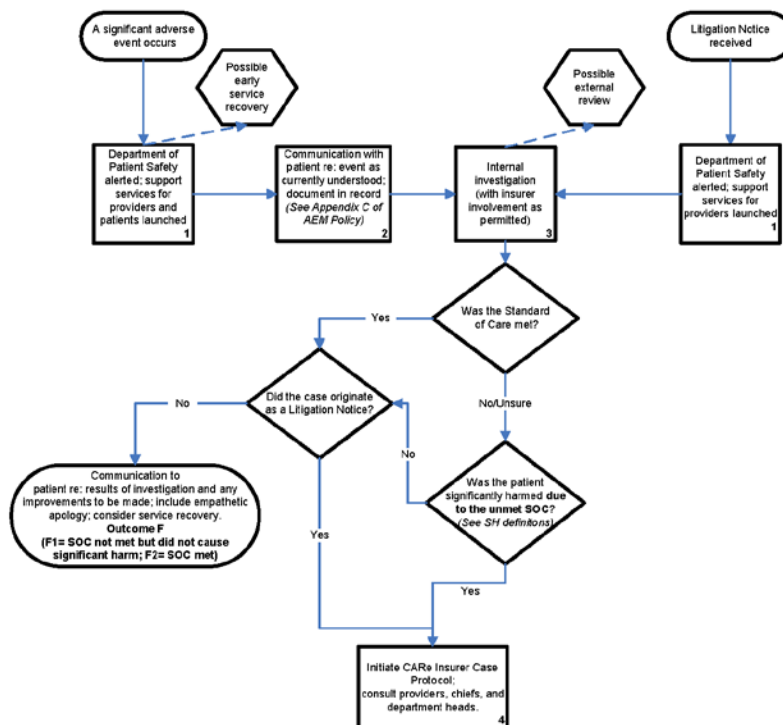 A significant adverse
event occurs
Litigation Notice
received
Possible
early
service
recovery
Possible
external
review
Department of
Patient Safety
alerted; support
services for
providers and
patients launched
1
Communication with
patient re: event as
currently understood;
document in record
(See Appendix C of
AEM Policy)
2
Internal
investigation
(with insurer
involvement as
permitted)
3
Department of
Patient Safety
alerted; support
services for
providers launched
1
Was the Standard
of Care met?
Yes
No/Unsure
Did the case originate
as a Litigation Notice?
No
No
Was the patient
significantly harmed due
to the unmet SOC?
(See SH definitons)
Communication to
patient re: results of investigation and any
improvements to be made; include empathetic
apology; consider service recovery.
Outcome F
(F1= SOC not met but did not cause
significant harm; F2= SOC met)
Yes
Yes
Initiate CARe Insurer Case
Protocol;
consult providers, chiefs, and
department heads.
4